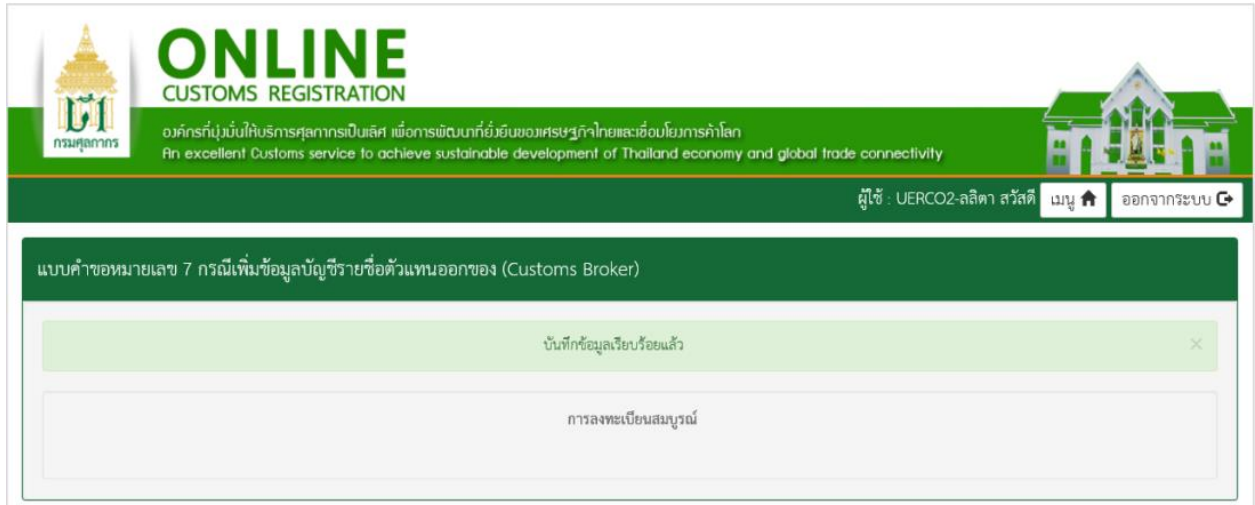 ONLINE
CUSTOMS REGISTRATION
กรมศุลกากร
องค์กรที่มุ่งมั่นให้บริการศุลกากรเป็นเลิศ เพื่อการพัฒนาที่ยั่งยืนของเศรษฐกิจไทยและเชื่อมโยงการค้าโลก
An excellent Customs service to achieve sustainable development of Thailand economy and global trade connectivity
ผู้ใช้ : UERCO2-ลลิตา สวัสดี เมนู ออกจากระบบ
แบบคำขอหมายเลข 7 กรณีเพิ่มข้อมูลบัญชีรายชื่อตัวแทนออกของ (Customs Broker)
บันทึกข้อมูลเรียบร้อยแล้ว ×
การลงทะเบียนสมบูรณ์